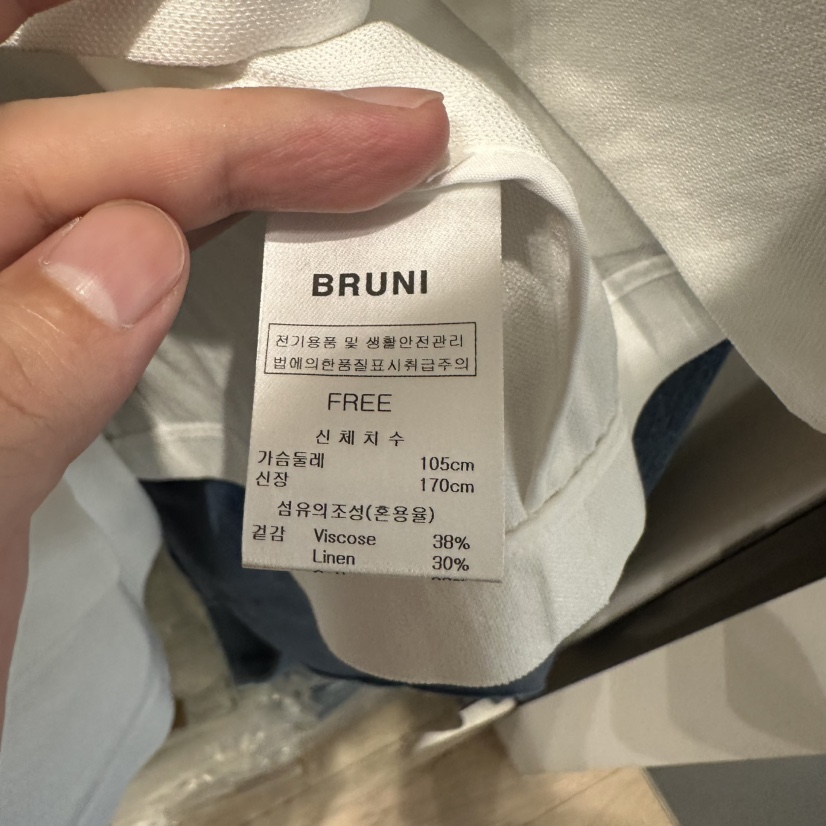 BRUNI
전기용품 및 생활안전관리
법에의한품질표시취급주의
FREE
신 체 치 수
가슴둘레 105cm
신장 170cm
섬유의조성(혼용율)
겉감 Viscose 38%
Linen 30%